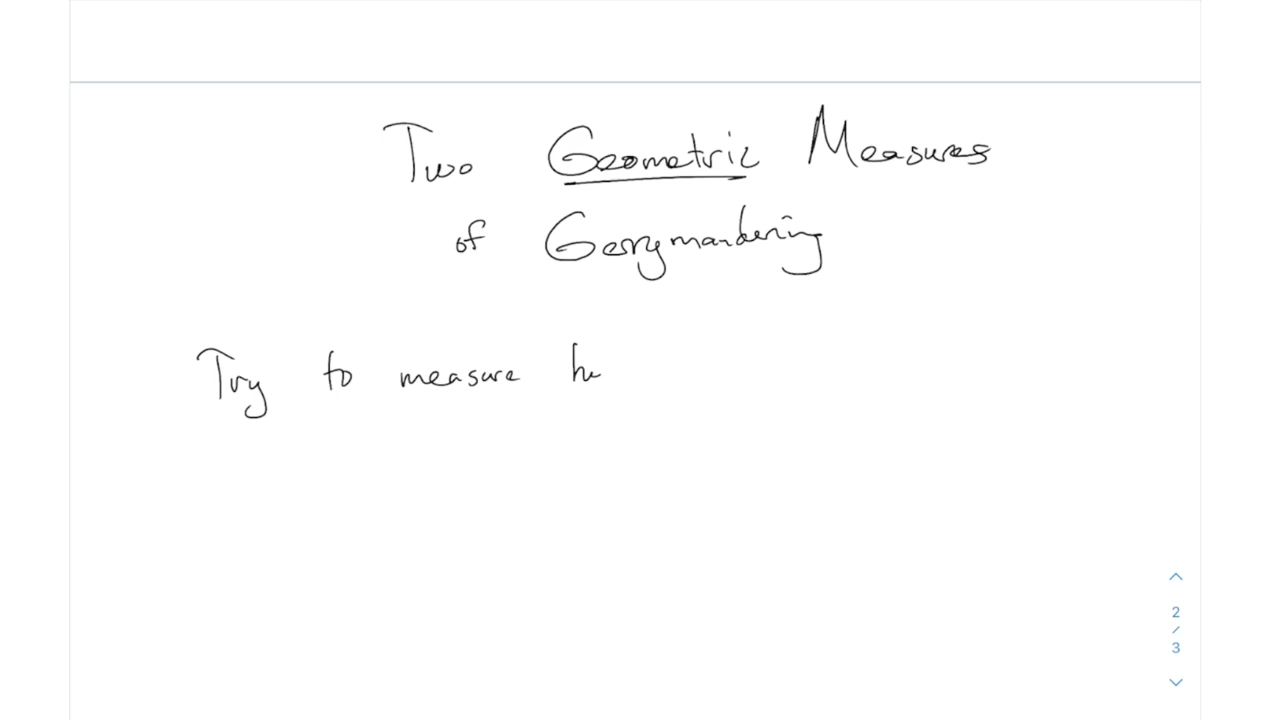 Two Geometric Measures
of Gerrymandering
Try to measure
2
/
3